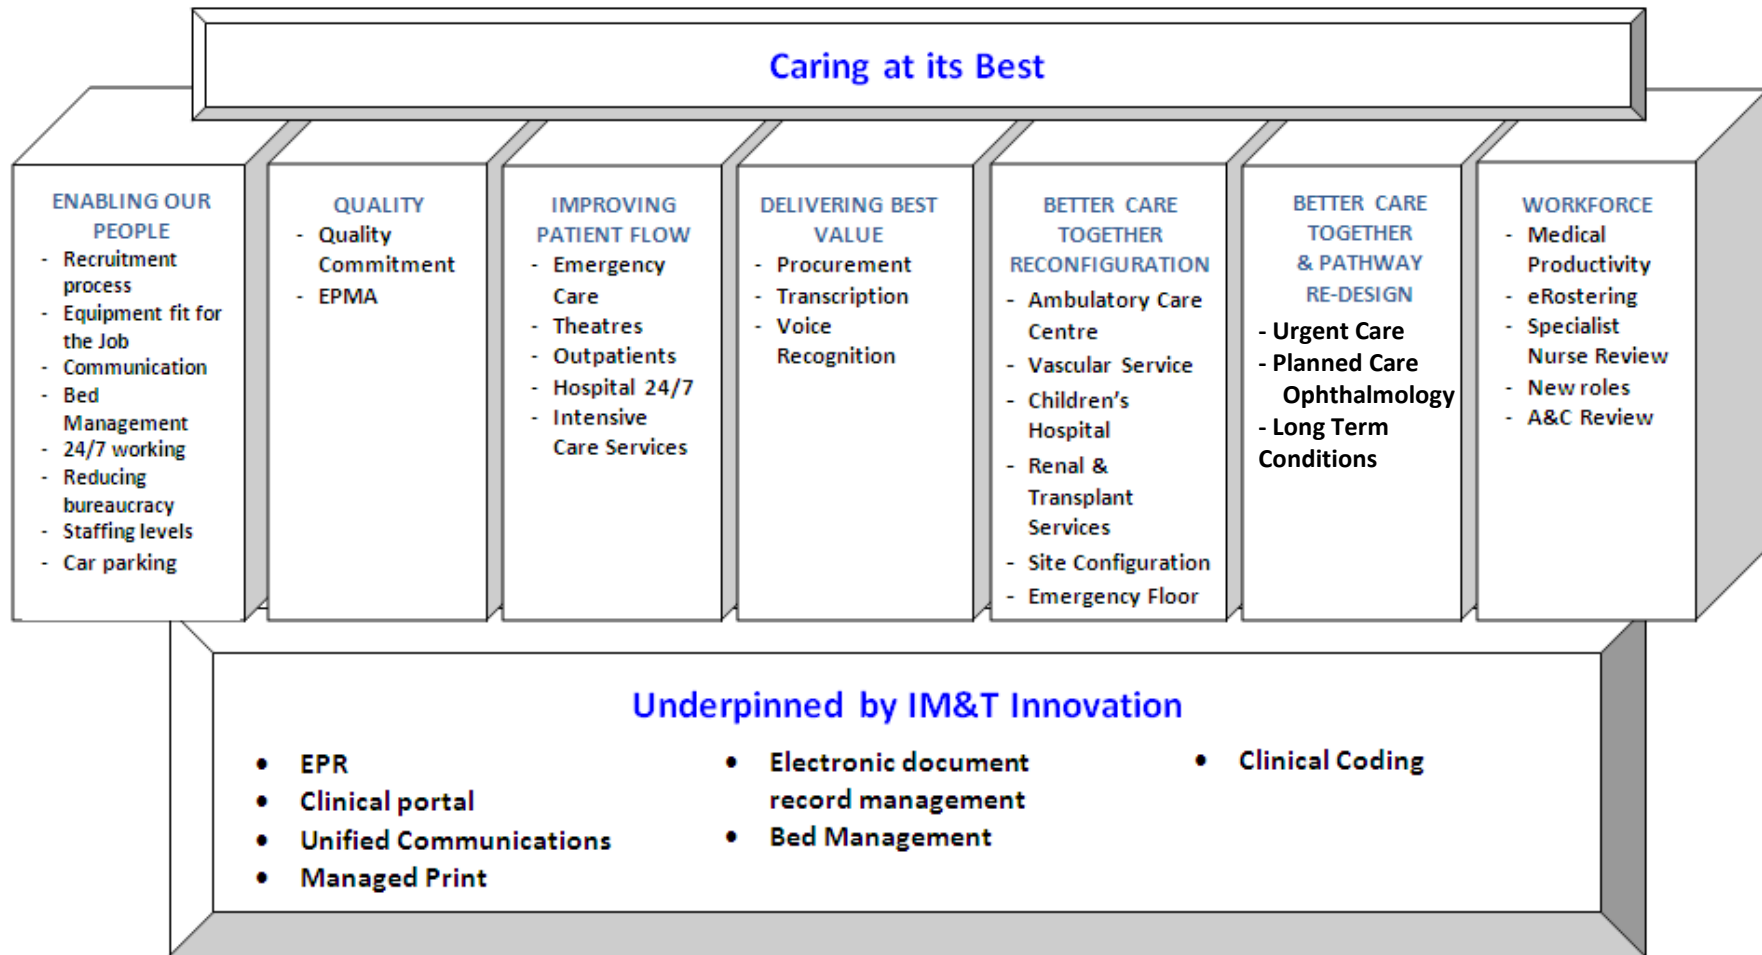 Caring at its Best
ENABLING OUR
PEOPLE
- Recruitment
process
- Equipment fit for
the Job
- Communication
- Bed
Management
- 24/7 working
- Reducing
bureaucracy
- Staffing levels
- Car parking
QUALITY
- Quality
Commitment
- EPMA
IMPROVING
PATIENT FLOW
- Emergency
Care
- Theatres
- Outpatients
- Hospital 24/7
- Intensive
Care Services
DELIVERING BEST
VALUE
- Procurement
- Transcription
- Voice
Recognition
BETTER CARE
TOGETHER
RECONFIGURATION
- Ambulatory Care
Centre
- Vascular Service
- Children’s
Hospital
- Renal &
Transplant
Services
- Site Configuration
- Emergency Floor
BETTER CARE
TOGETHER
& PATHWAY
RE-DESIGN
- Urgent Care
- Planned Care
Ophthalmology
- Long Term
Conditions
WORKFORCE
- Medical
Productivity
- eRostering
- Specialist
Nurse Review
- New roles
- A&C Review
Underpinned by IM&T Innovation
• EPR
• Clinical portal
• Unified Communications
• Managed Print
• Electronic document
record management
• Bed Management
• Clinical Coding